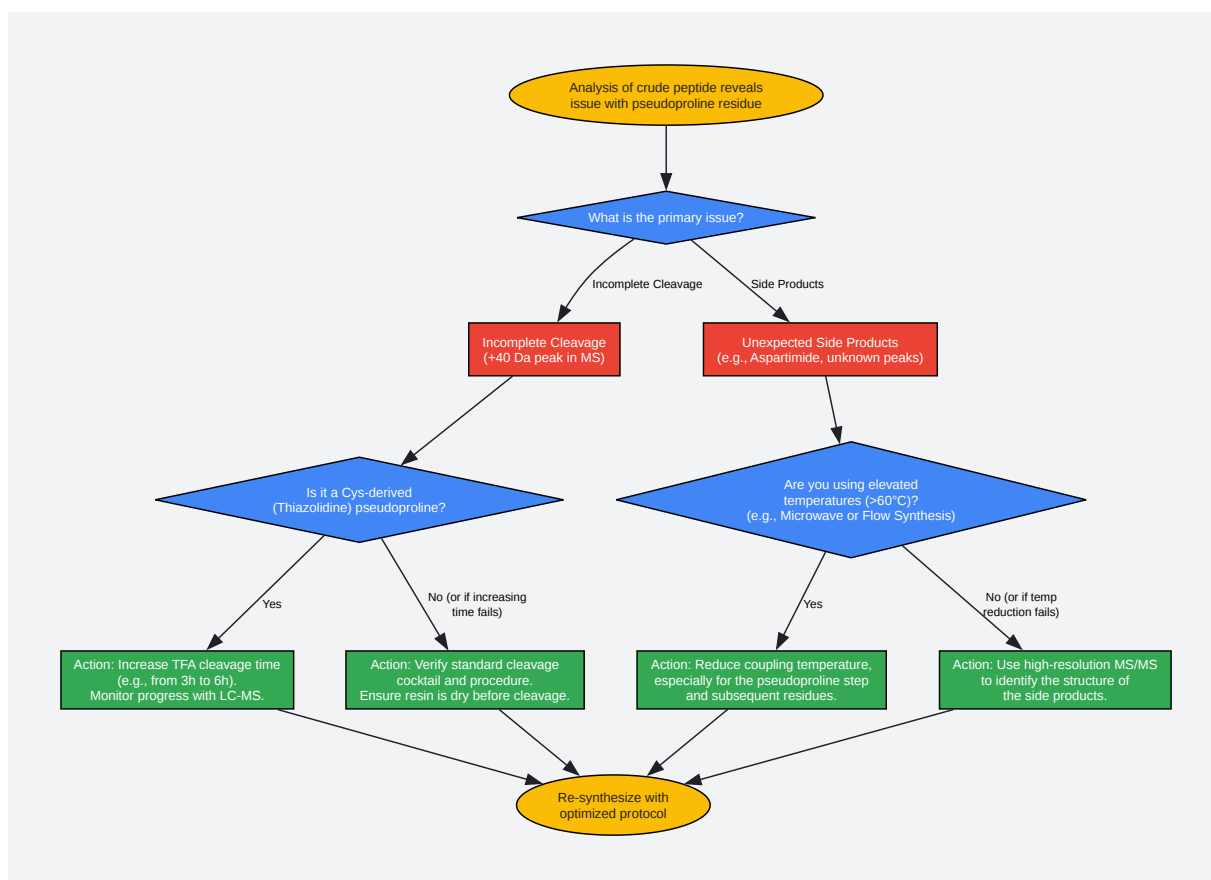 Analysis of crude peptide reveals
issue with pseudoproline residue
What is the primary issue?
Incomplete Cleavage
Side Products
Incomplete Cleavage
(+40 Da peak in MS)
Unexpected Side Products
(e.g., Aspartimide, unknown peaks)
Is it a Cys-derived
(Thiazolidine) pseudoproline?
Are you using elevated
temperatures (>60°C)?
(e.g., Microwave or Flow Synthesis)
Yes
No (or if increasing
time fails)
Yes
No (or if temp
reduction fails)
Action: Increase TFA cleavage time
(e.g., from 3h to 6h).
Monitor progress with LC-MS.
Action: Verify standard cleavage
cocktail and procedure.
Ensure resin is dry before cleavage.
Action: Reduce coupling temperature,
especially for the pseudoproline step
and subsequent residues.
Action: Use high-resolution MS/MS
to identify the structure of
the side products.
Re-synthesize with
optimized protocol